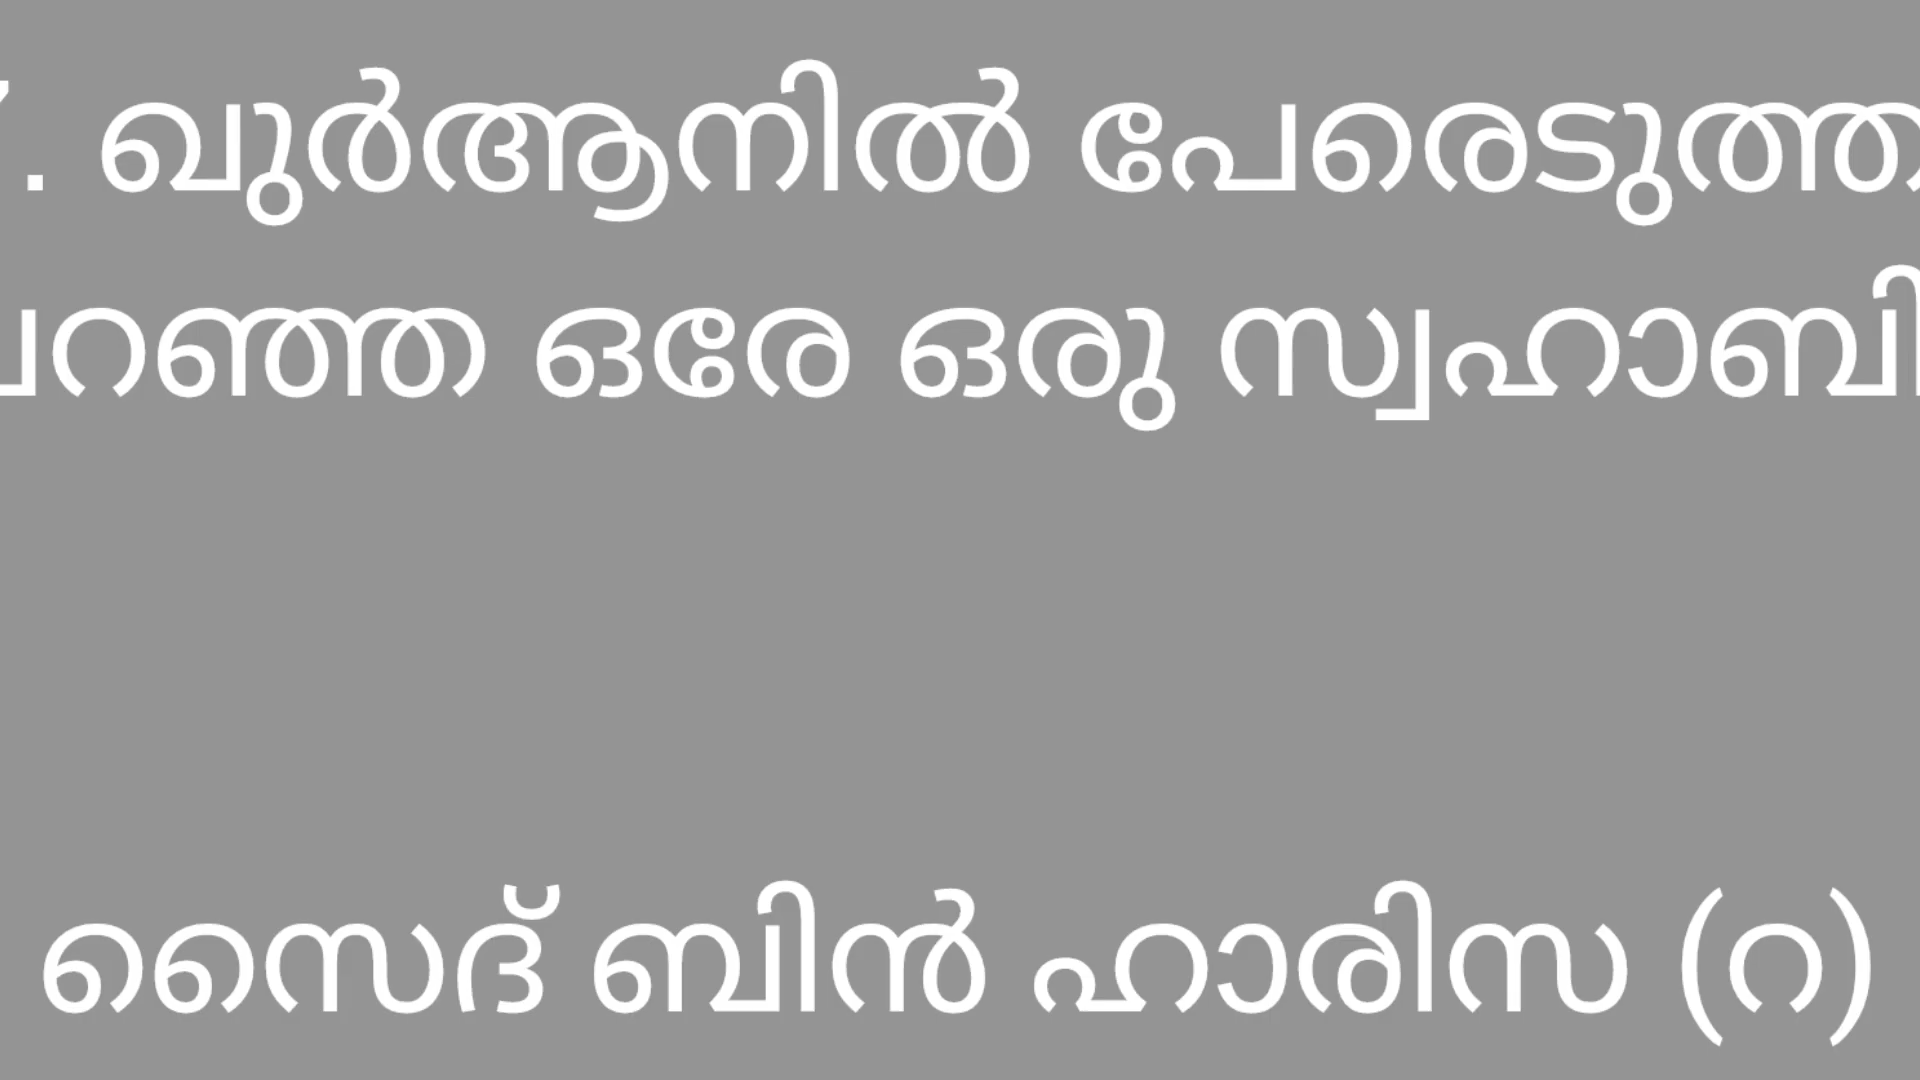 . ഖുർആനിൽ പേരെടുത്ത
പറഞ്ഞ ഒരേ ഒരു സ്വഹാബി
സൈദ് ബിൻ ഹാരിസ (റ)